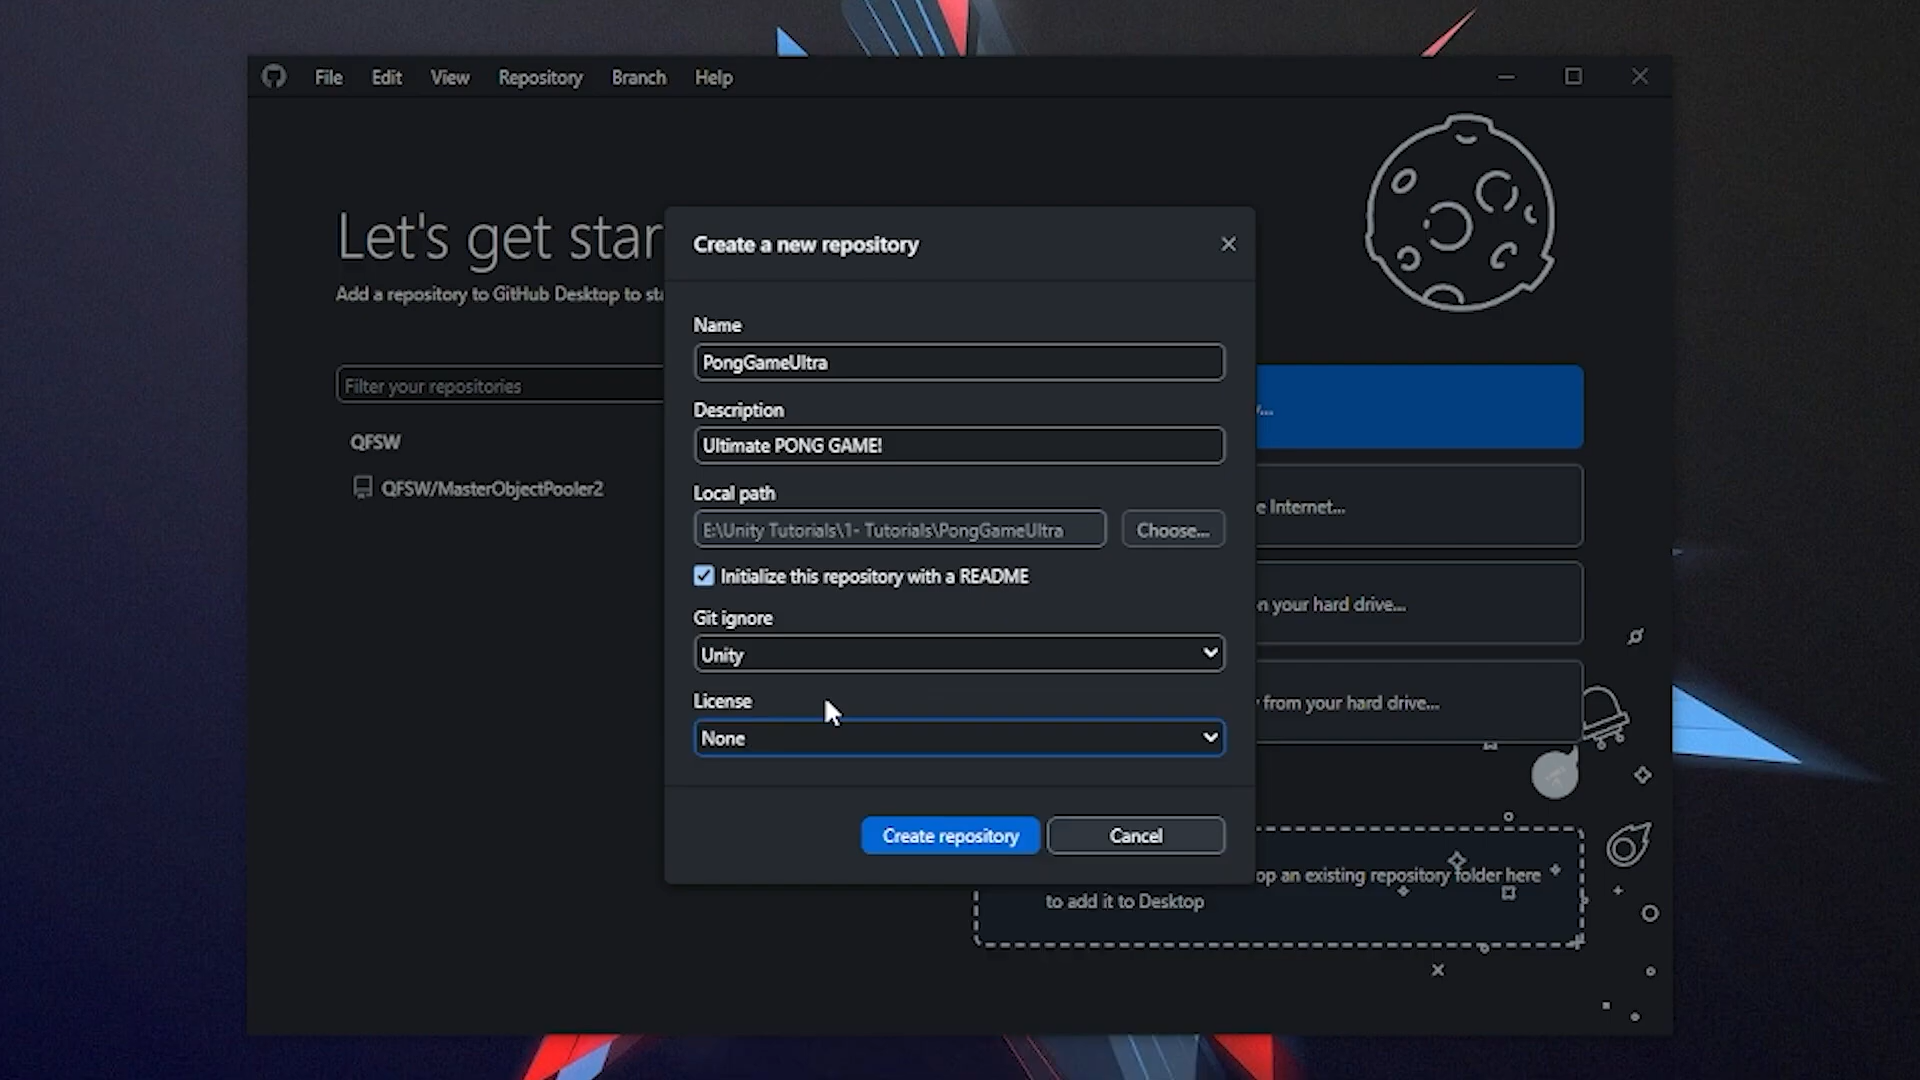 File Edit View Repository Branch Help
Let's get star
Add a repository to GitHub Desktop to sta
Filter your repositories
QFSW
QFSW/MasterObjectPooler2
Create a new repository
Name
PongGameUltra
Description
Ultimate PONG GAME!
Local path
E:\Unity Tutorials\1- Tutorials\PongGameUltra
Choose...
Initialize this repository with a README
Git ignore
Unity
License
None
Create repository
Cancel
...
e Internet...
n your hard drive...
from your hard drive...
op an existing repository folder here
to add it to Desktop